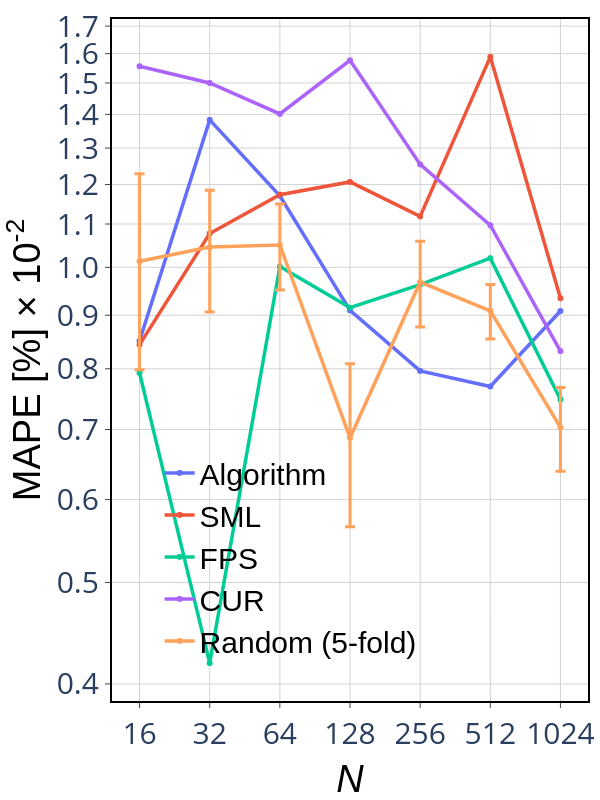 1.7
1.6
1.5
1.4
1.3
1.2
1.1
1.0
0.9
0.8
0.7
0.6
0.5
0.4
MAPE [%] × 10⁻²
Algorithm
SML
FPS
CUR
Random (5-fold)
16 32 64 128 256 512 1024
N